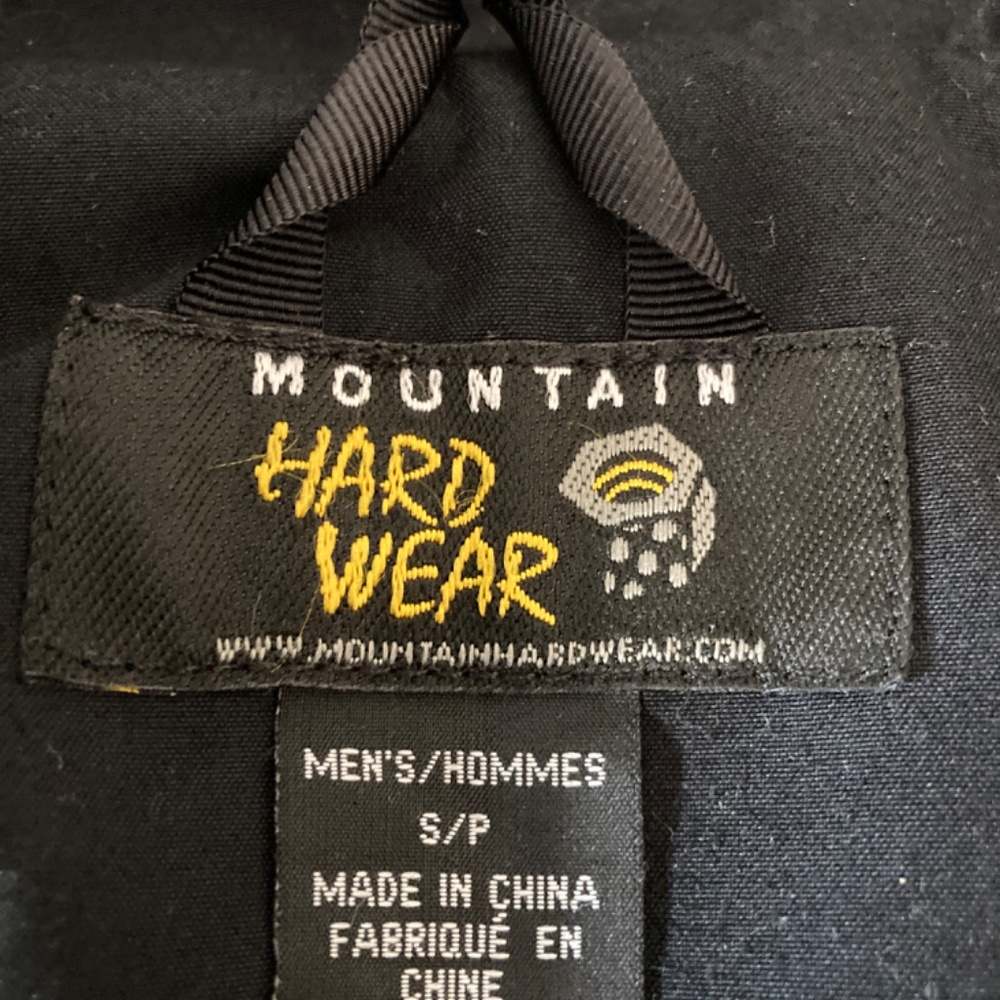 MOUNTAIN
HARD
WEAR
WWW.MOUNTAINHARDWEAR.COM
MEN'S/HOMMES
S/P
MADE IN CHINA
FABRIQUÉ EN
CHINE